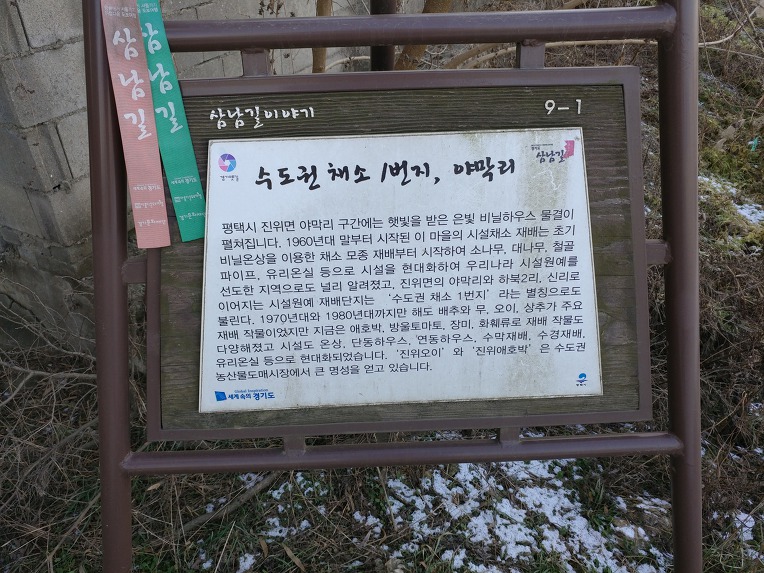 삼남길
삼남길
삼남길이야기
9-1
수도권 채소 1번지, 야막리
삼남길
평택시 진위면 야막리 구간에는 햇빛을 받은 은빛 비닐하우스 물결이
펼쳐집니다. 1960년대 말부터 시작된 이 마을의 시설채소 재배는 초기
비닐온상을 이용한 채소 모종 재배부터 시작하여 소나무, 대나무, 철골
파이프, 유리온실 등으로 시설을 현대화하여 우리나라 시설원예를
선도한 지역으로도 널리 알려졌고, 진위면의 야막리와 하북2리, 신리로
이어지는 시설원예 재배단지는 ‘수도권 채소 1번지’ 라는 별칭으로도
불린다. 1970년대와 1980년대까지만 해도 배추와 무, 오이, 상추가 주요
재배 작물이었지만 지금은 애호박, 방울토마토, 장미, 화훼류로 재배 작물도
다양해졌고 시설도 온상, 단동하우스, 연동하우스, 수막재배, 수경재배,
유리온실 등으로 현대화되었습니다. ‘진위오이’ 와 ‘진위애호박’ 은 수도권
농산물도매시장에서 큰 명성을 얻고 있습니다.
Global Inspiration
세계 속의 경기도